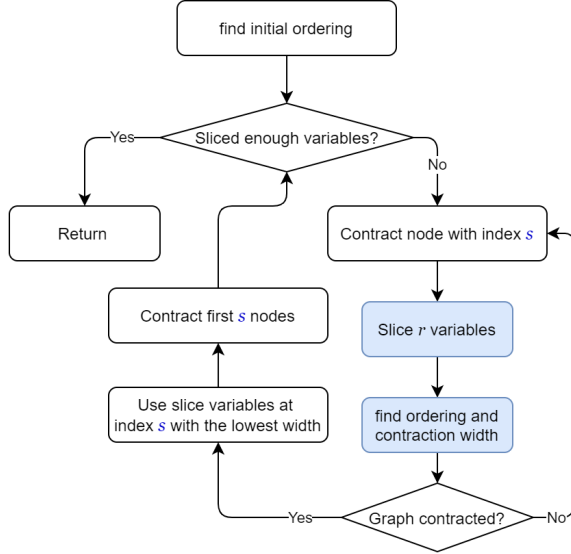 find initial ordering
Sliced enough variables?
Yes
No
Return
Contract node with index s
Contract first s nodes
Slice r variables
Use slice variables at
index s with the lowest width
find ordering and
contraction width
Yes
Graph contracted?
No